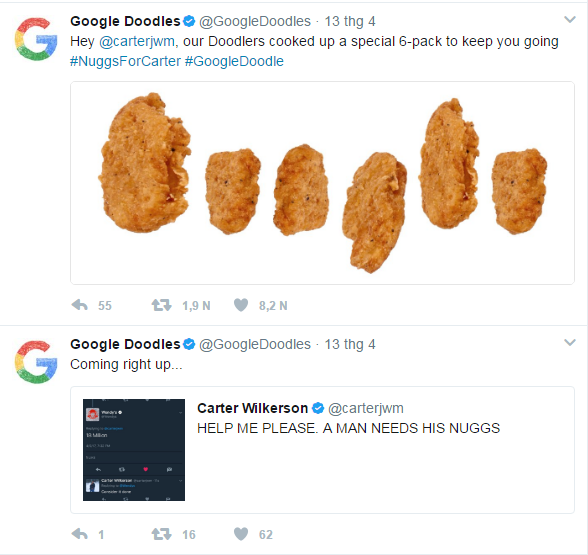 Google Doodles @GoogleDoodles · 13 thg 4
Hey @carterjwm, our Doodlers cooked up a special 6-pack to keep you going
#NuggsForCarter #GoogleDoodle
55 1,9 N 8,2 N
Google Doodles @GoogleDoodles · 13 thg 4
Coming right up...
Carter Wilkerson @carterjwm
HELP ME PLEASE. A MAN NEEDS HIS NUGGS
Wendy's
18 Million
Carter Wilkerson
Consider it done
1 16 62